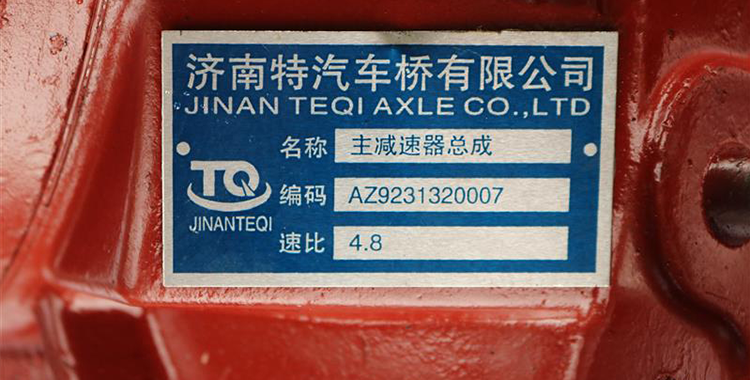 济南特汽车桥有限公司
JINAN TEQI AXLE CO.,LTD
名称 主减速器总成
TQ 编码 AZ9231320007
JINANTEQI
速比 4.8